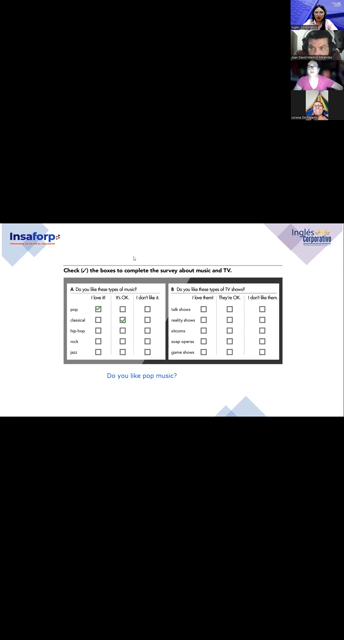 Insaforp
Inglés
Corporativo
Check (✓) the boxes to complete the survey about music and TV.
A Do you like these types of music?
I love it! It's OK. I don't like it.
pop
classical
hip-hop
rock
jazz
B Do you like these types of TV shows?
I love them! They're OK. I don't like them.
talk shows
reality shows
sitcoms
soap operas
game shows
Do you like pop music?